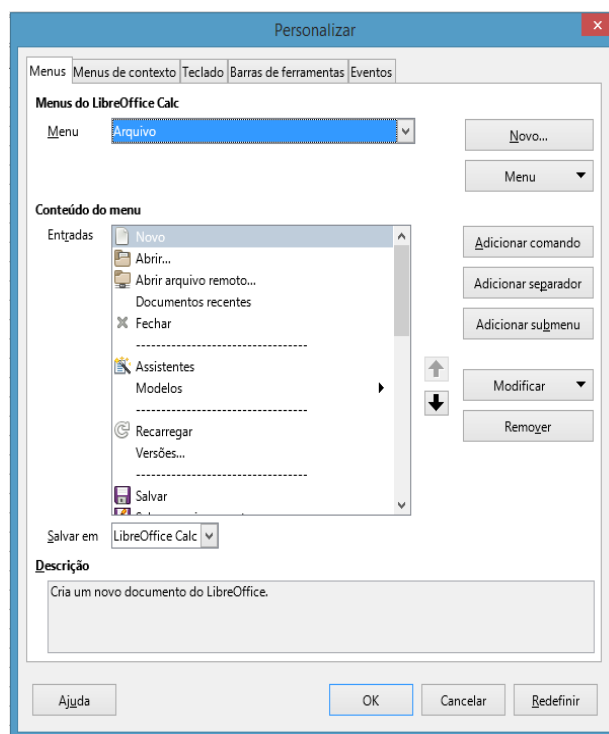 Personalizar
Menus Menus de contexto Teclado Barras de ferramentas Eventos
Menus do LibreOffice Calc
Menu Arquivo Novo...
Menu
Conteúdo do menu
Entradas Novo Adicionar comando
Abrir...
Abrir arquivo remoto... Adicionar separador
Documentos recentes
Fechar Adicionar submenu
Assistentes
Modelos Modificar
Recarregar Remover
Versões...
Salvar
Salvar em LibreOffice Calc
Descrição
Cria um novo documento do LibreOffice.
Ajuda OK Cancelar Redefinir